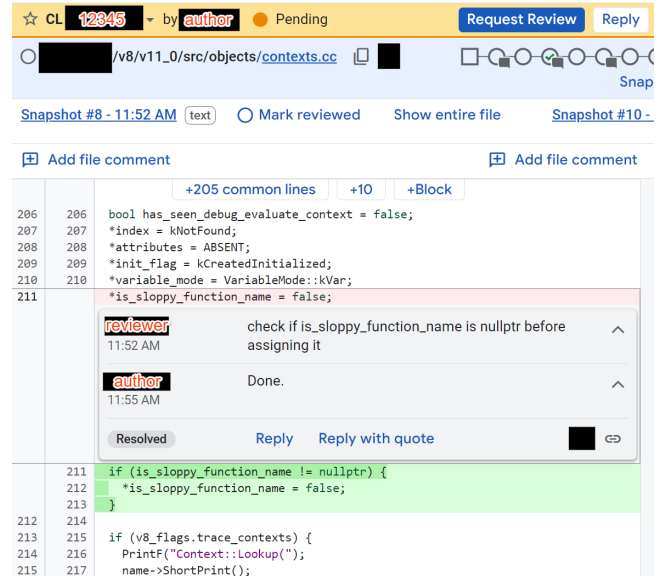 CL 12345 by author Pending Request Review Reply
/v8/v11_0/src/objects/contexts.cc
Snap
Snapshot #8 - 11:52 AM text Mark reviewed Show entire file Snapshot #10 -
Add file comment Add file comment
+205 common lines +10 +Block
206 206 bool has_seen_debug_evaluate_context = false;
207 207 *index = kNotFound;
208 208 *attributes = ABSENT;
209 209 *init_flag = kCreatedInitialized;
210 210 *variable_mode = VariableMode::kVar;
211 *is_sloppy_function_name = false;
reviewer check if is_sloppy_function_name is nullptr before
11:52 AM assigning it
author Done.
11:55 AM
Resolved Reply Reply with quote
211 if (is_sloppy_function_name != nullptr) {
212 *is_sloppy_function_name = false;
213 }
212 214
213 215 if (v8_flags.trace_contexts) {
214 216 PrintF("Context::Lookup(");
215 217 name->ShortPrint();